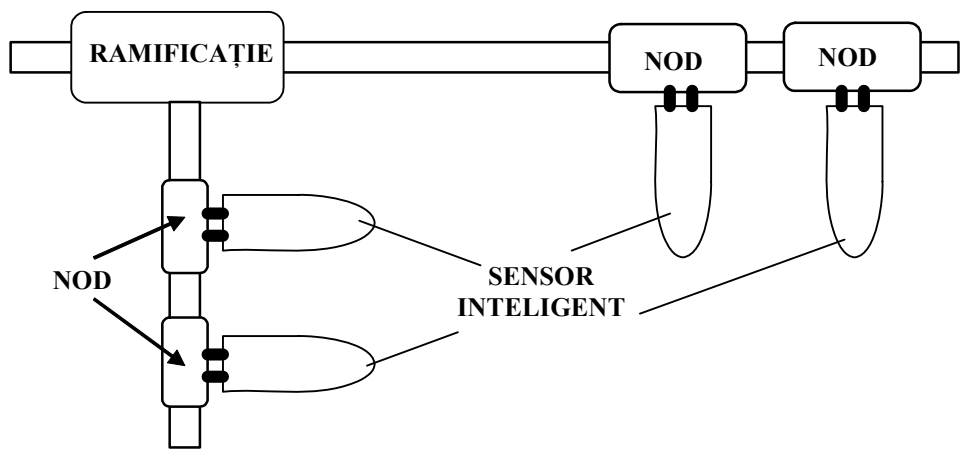 RAMIFICAȚIE
NOD
NOD
NOD
SENSOR
INTELIGENT